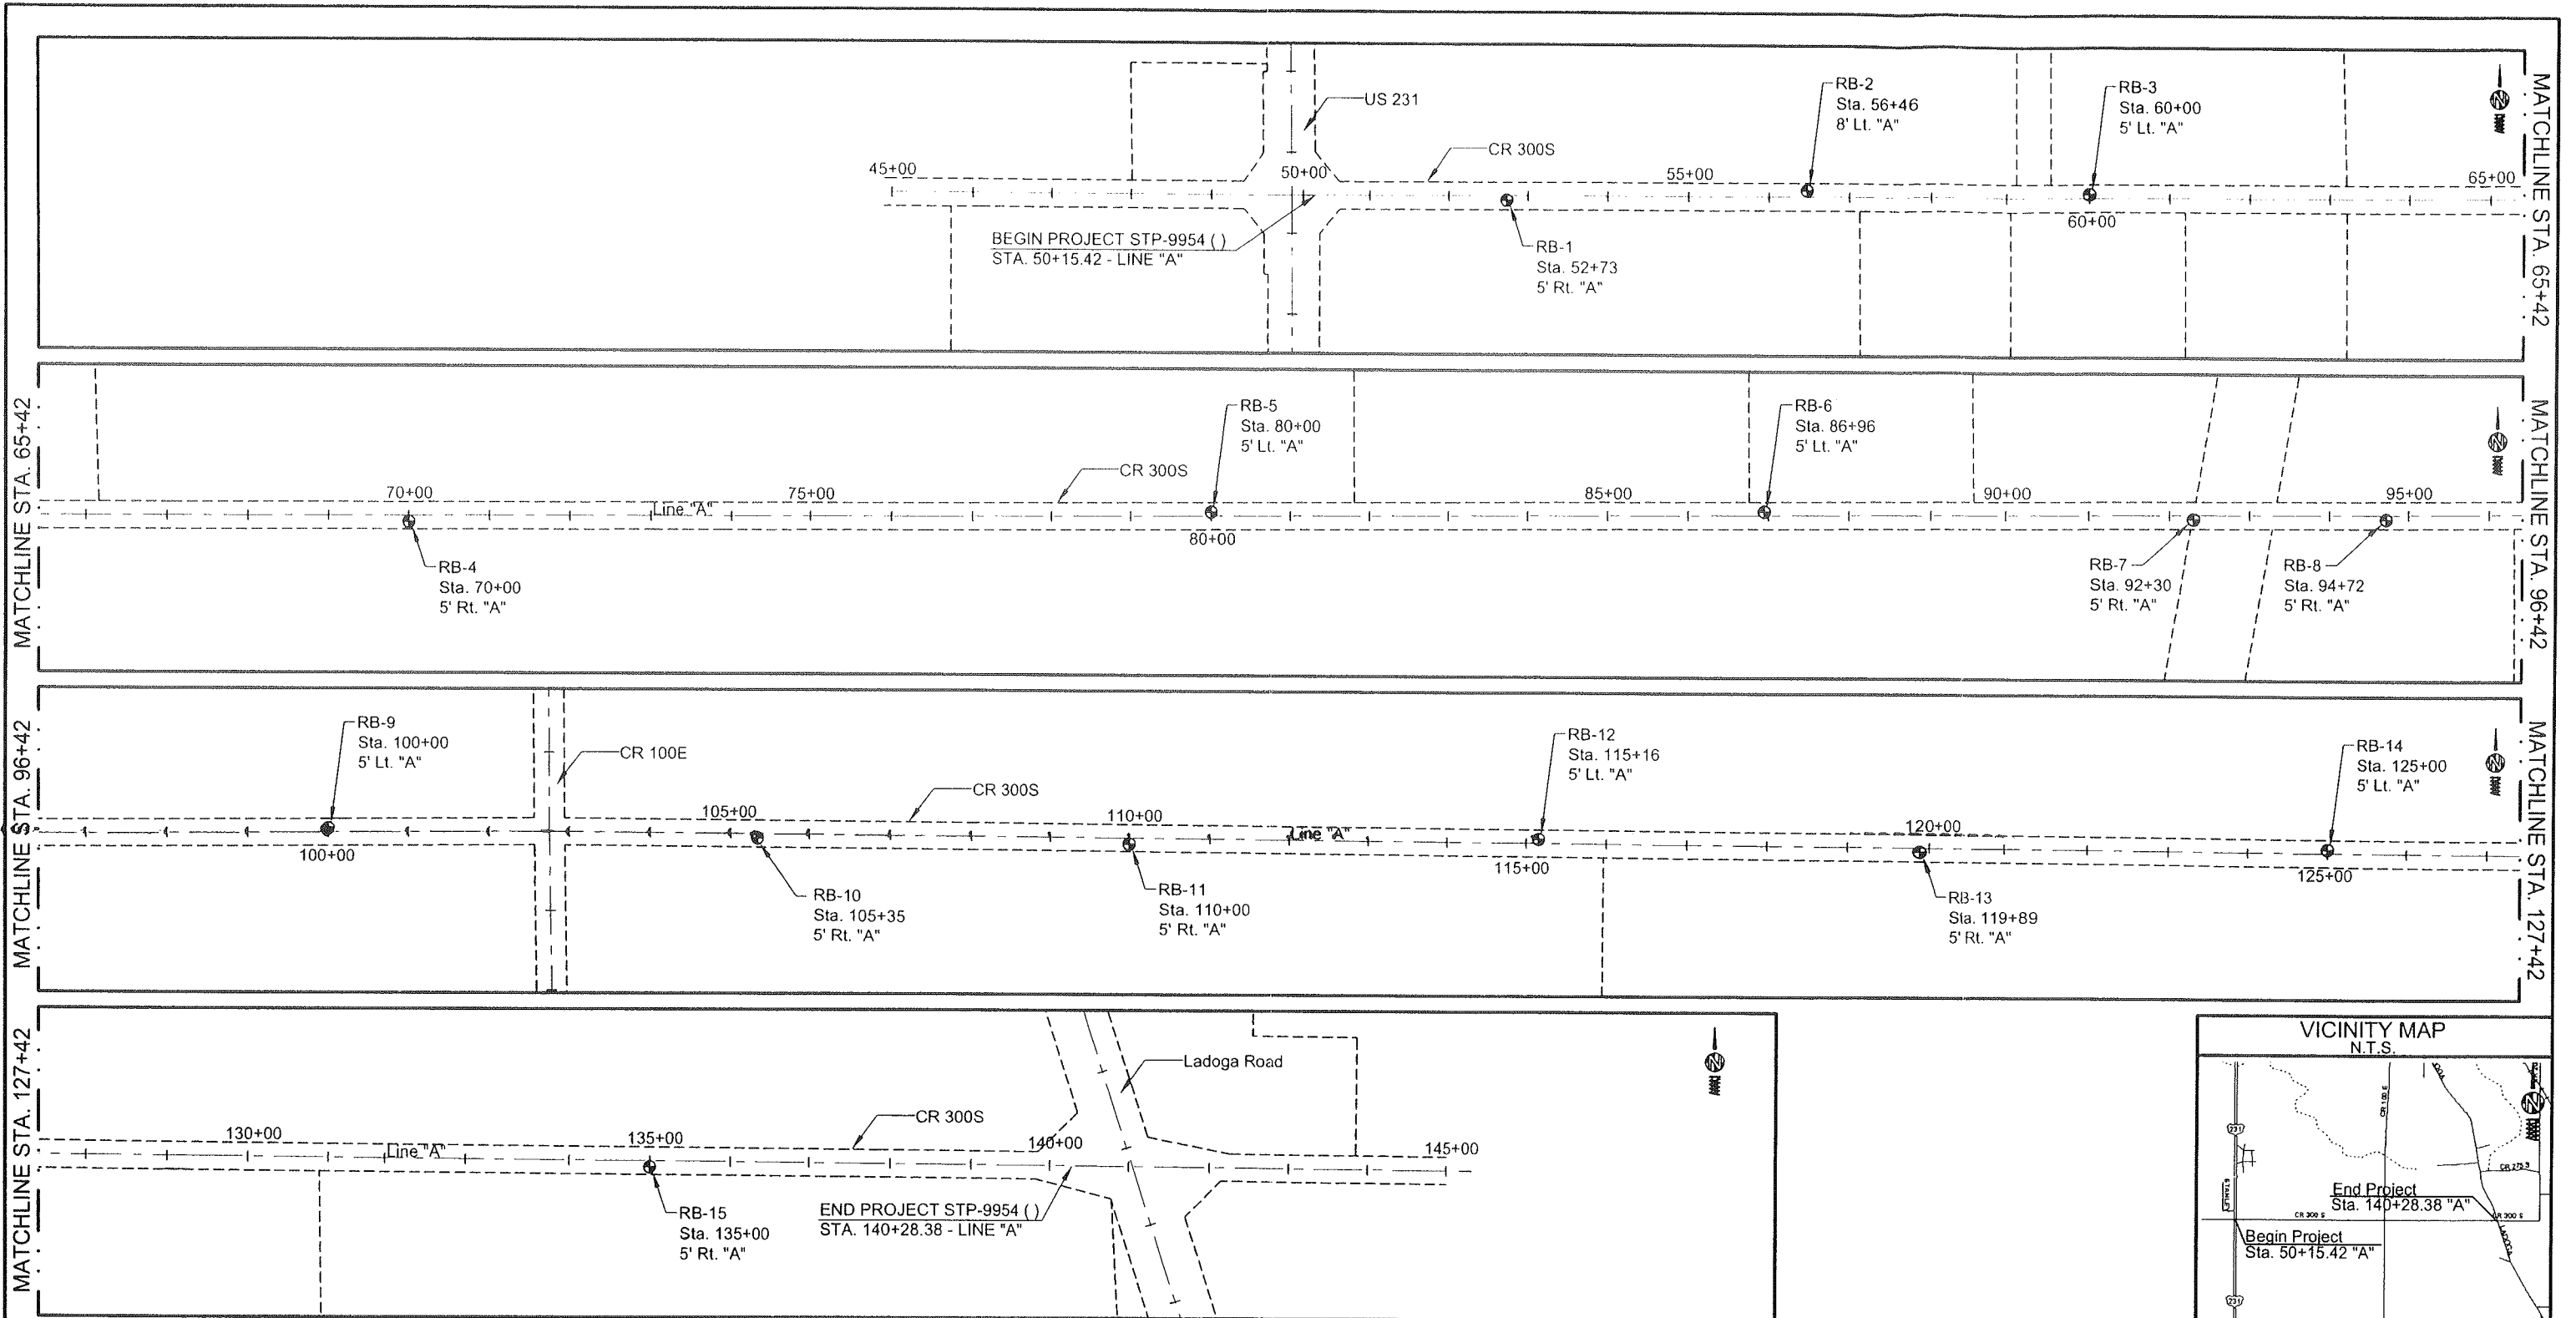 US 231
RB-2
Sta. 56+46
8' Lt. "A"
RB-3
Sta. 60+00
5' Lt. "A"
CR 300S
45+00
50+00
55+00
65+00
60+00
BEGIN PROJECT STP-9954 ( )
STA. 50+15.42 - LINE "A"
RB-1
Sta. 52+73
5' Rt. "A"
MATCHLINE STA. 65+42
MATCHLINE STA. 65+42
RB-5
Sta. 80+00
5' Lt. "A"
RB-6
Sta. 86+96
5' Lt. "A"
CR 300S
70+00
75+00
85+00
90+00
95+00
Line "A"
80+00
RB-4
Sta. 70+00
5' Rt. "A"
RB-7
Sta. 92+30
5' Rt. "A"
RB-8
Sta. 94+72
5' Rt. "A"
MATCHLINE STA. 96+42
MATCHLINE STA. 96+42
RB-9
Sta. 100+00
5' Lt. "A"
CR 100E
CR 300S
RB-12
Sta. 115+16
5' Lt. "A"
RB-14
Sta. 125+00
5' Lt. "A"
105+00
110+00
Line "A"
120+00
100+00
115+00
125+00
RB-10
Sta. 105+35
5' Rt. "A"
RB-11
Sta. 110+00
5' Rt. "A"
RB-13
Sta. 119+89
5' Rt. "A"
MATCHLINE STA. 127+42
MATCHLINE STA. 127+42
Ladoga Road
CR 300S
130+00
Line "A"
135+00
140+00
145+00
RB-15
Sta. 135+00
5' Rt. "A"
END PROJECT STP-9954 ( )
STA. 140+28.38 - LINE "A"
VICINITY MAP
N.T.S.
231
STANLEY
CR 275 S
End Project
Sta. 140+28.38 "A"
CR 300 S
CR 300 S
Begin Project
Sta. 50+15.42 "A"
LADOGA
231